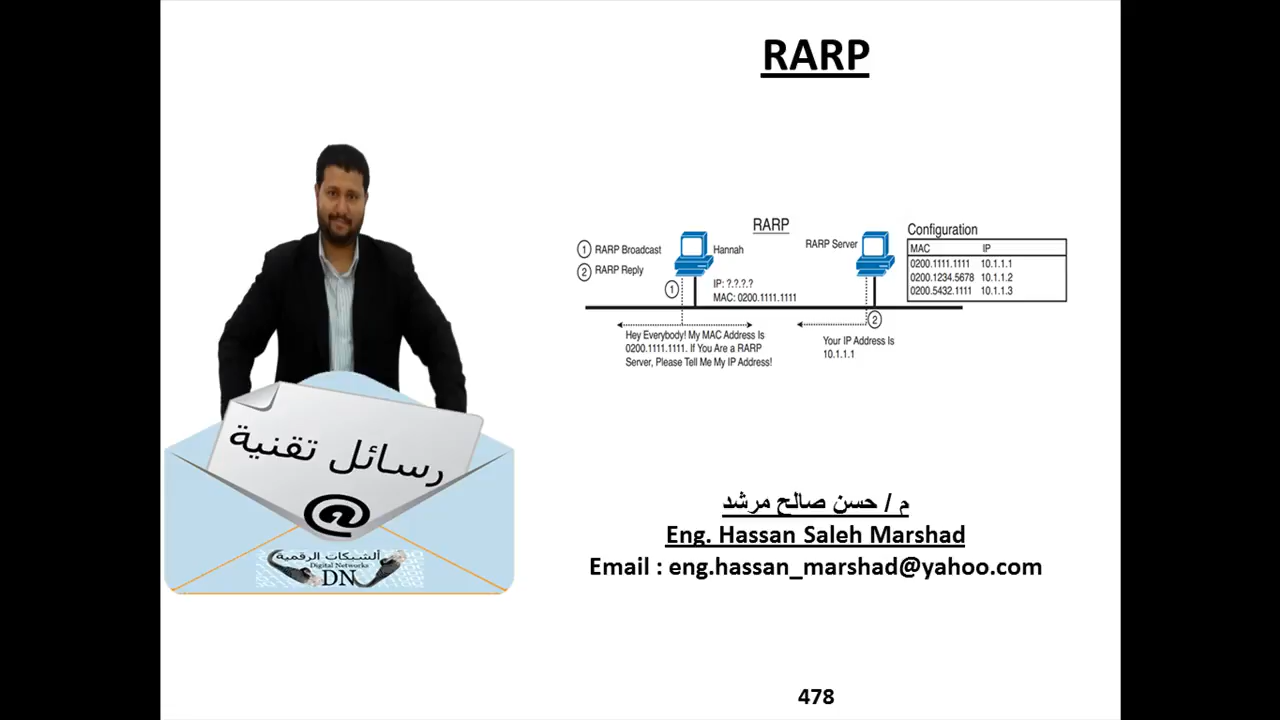 RARP
RARP
① RARP Broadcast
② RARP Reply
Hannah
IP: ?.?.?.?
MAC: 0200.1111.1111
①
Hey Everybody! My MAC Address Is
0200.1111.1111. If You Are a RARP
Server, Please Tell Me My IP Address!
RARP Server
②
Your IP Address Is
10.1.1.1
Configuration
MAC IP
0200.1111.1111 10.1.1.1
0200.1234.5678 10.1.1.2
0200.5432.1111 10.1.1.3
رسائل تقنية
@
الشبكات الرقمية
Digital Networks
DN
م / حسن صالح مرشد
Eng. Hassan Saleh Marshad
Email : eng.hassan_marshad@yahoo.com
478